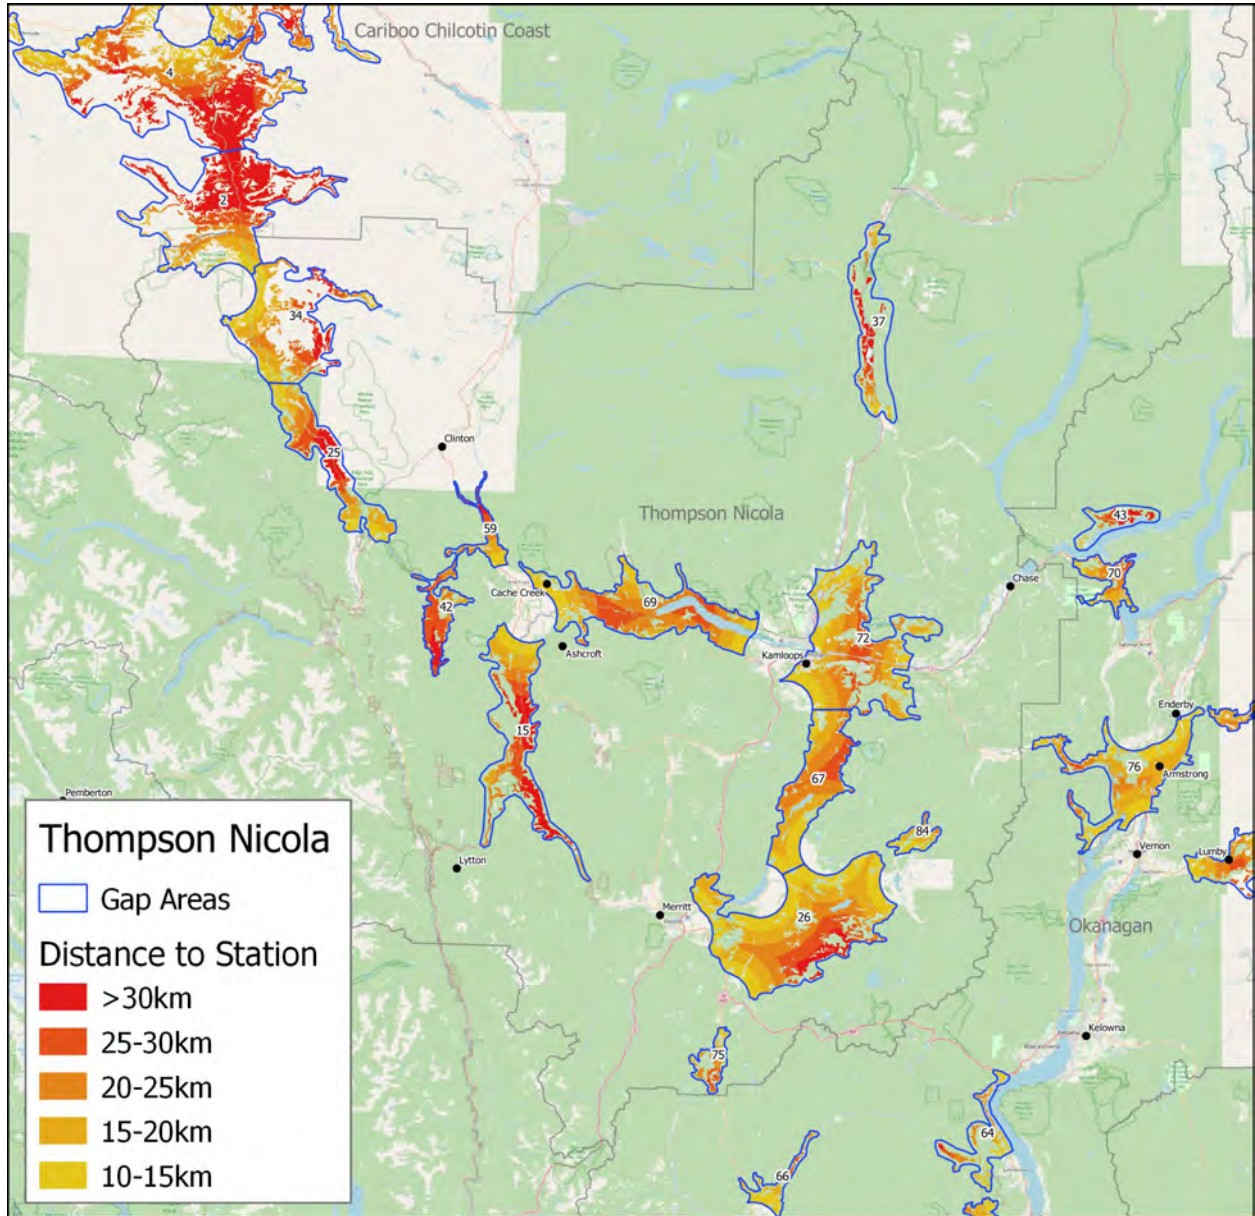 Cariboo Chilcotin Coast
4
2
34
37
25
Clinton
Thompson Nicola
43
59
70
Chase
Cache Creek
69
42
72
Ashcroft
Kamloops
Enderby
15
76
Armstrong
67
Pemberton
84
Vernon
Lumby
Lytton
Merritt
26
Okanagan
Kelowna
75
64
66
Thompson Nicola
Gap Areas
Distance to Station
>30km
25-30km
20-25km
15-20km
10-15km